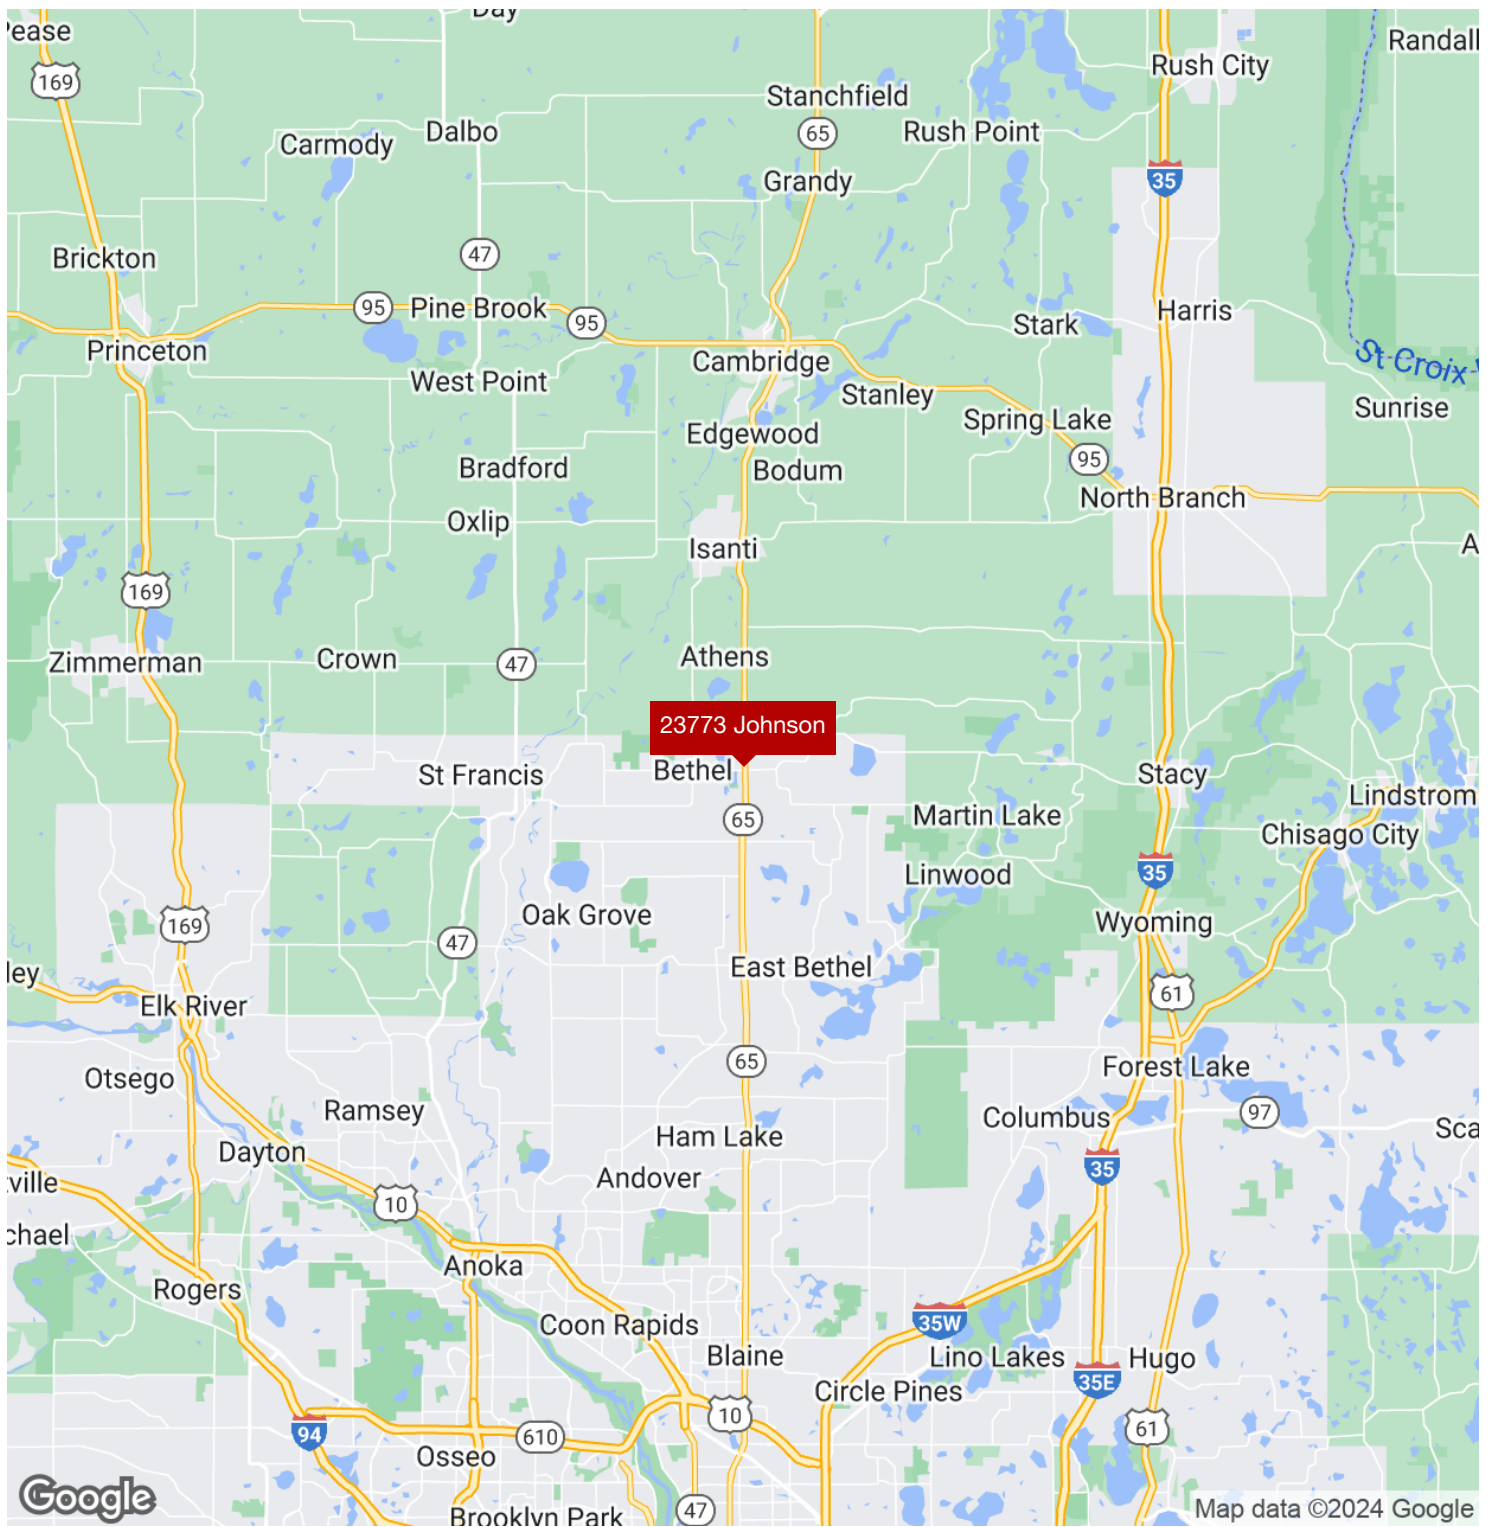 Day
Pease
169
Randall
Rush City
Stanchfield
Dalbo
65
Rush Point
Carmody
Grandy
35
47
Brickton
95
Pine Brook
95
Harris
Stark
Princeton
Cambridge
St Croix
West Point
Stanley
Sunrise
Spring Lake
Edgewood
95
Bradford
Bodum
North Branch
Oxlip
Isanti
A
169
Athens
Zimmerman
Crown
47
23773 Johnson
St Francis
Bethel
Stacy
Lindstrom
65
Martin Lake
Chisago City
35
Linwood
Oak Grove
169
Wyoming
47
East Bethel
ley
61
Elk River
65
Forest Lake
Otsego
Ramsey
97
Columbus
Sca
Ham Lake
Dayton
35
Andover
tville
10
chael
Anoka
Rogers
Coon Rapids
35W
Blaine
Lino Lakes
Hugo
35E
Circle Pines
10
61
94
610
Osseo
Google
47
Brooklyn Park
Map data ©2024 Google